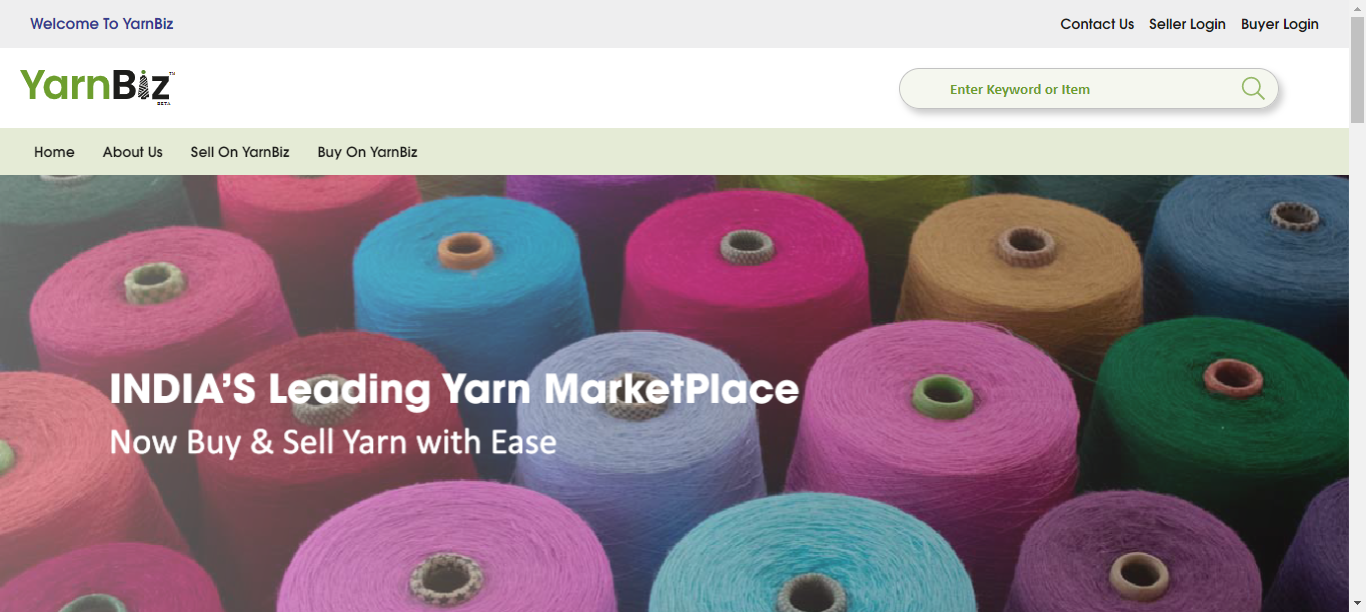 Welcome To YarnBiz
Contact Us Seller Login Buyer Login
YarnBiz™
BETA
Enter Keyword or Item
Home About Us Sell On YarnBiz Buy On YarnBiz
INDIA'S Leading Yarn MarketPlace
Now Buy & Sell Yarn with Ease